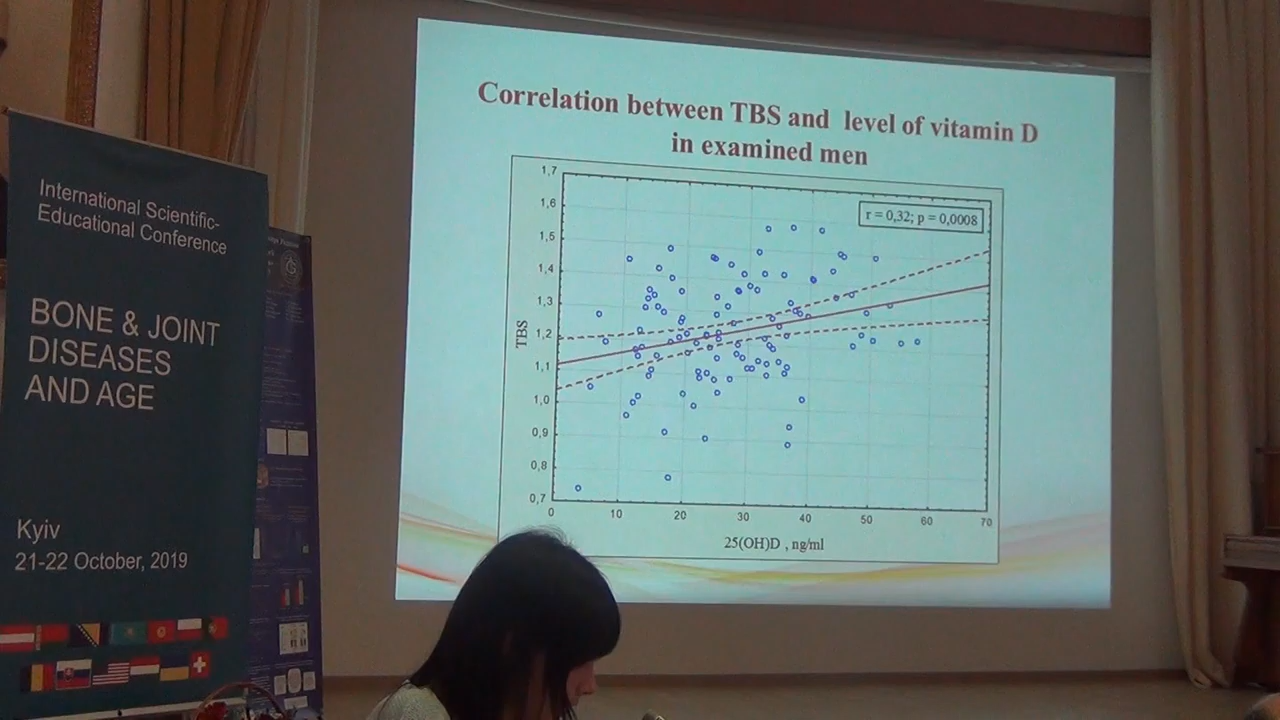 International Scientific-
Educational Conference
BONE & JOINT
DISEASES
AND AGE
Kyiv
21-22 October, 2019
Correlation between TBS and level of vitamin D
in examined men
r = 0,32; p = 0,0008
1,7
1,6
1,5
1,4
1,3
1,2
1,1
1,0
0,9
0,8
0,7
TBS
0 10 20 30 40 50 60 70
25(OH)D , ng/ml